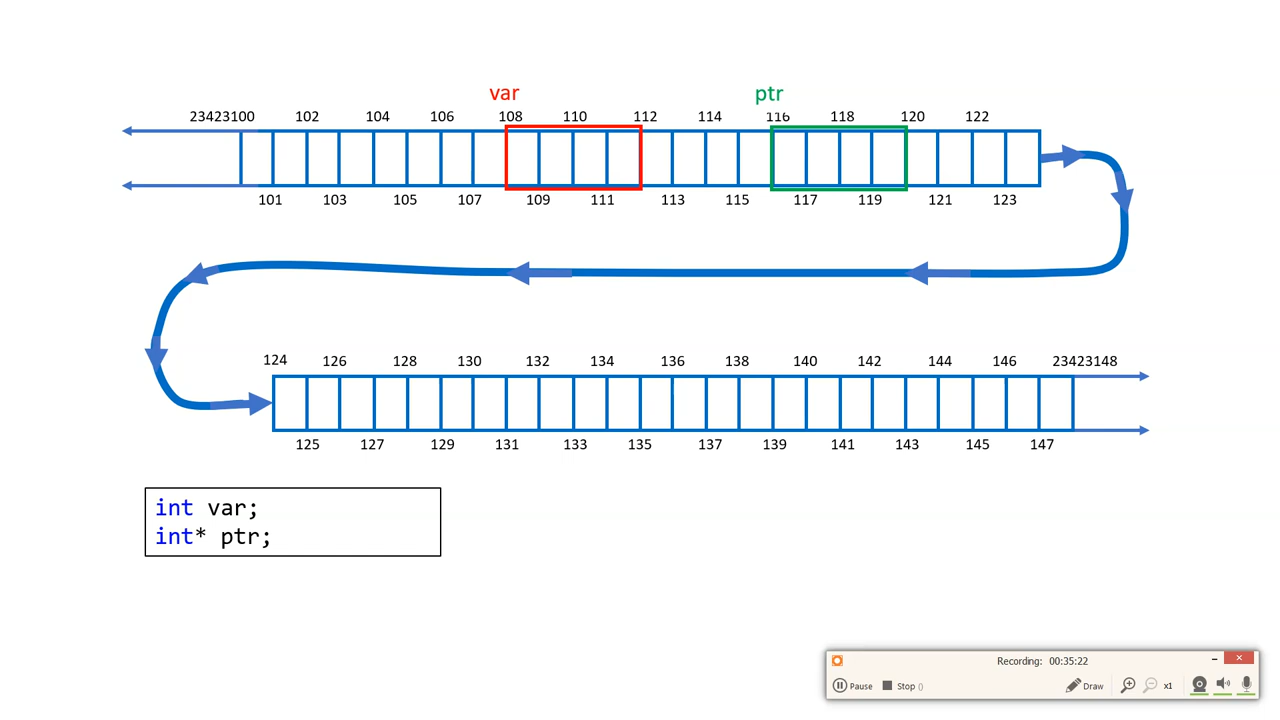 var ptr
23423100 102 104 106 108 110 112 114 116 118 120 122
101 103 105 107 109 111 113 115 117 119 121 123
124 126 128 130 132 134 136 138 140 142 144 146 23423148
125 127 129 131 133 135 137 139 141 143 145 147
int var;
int* ptr;
Recording: 00:35:22
Pause Stop () Draw x1